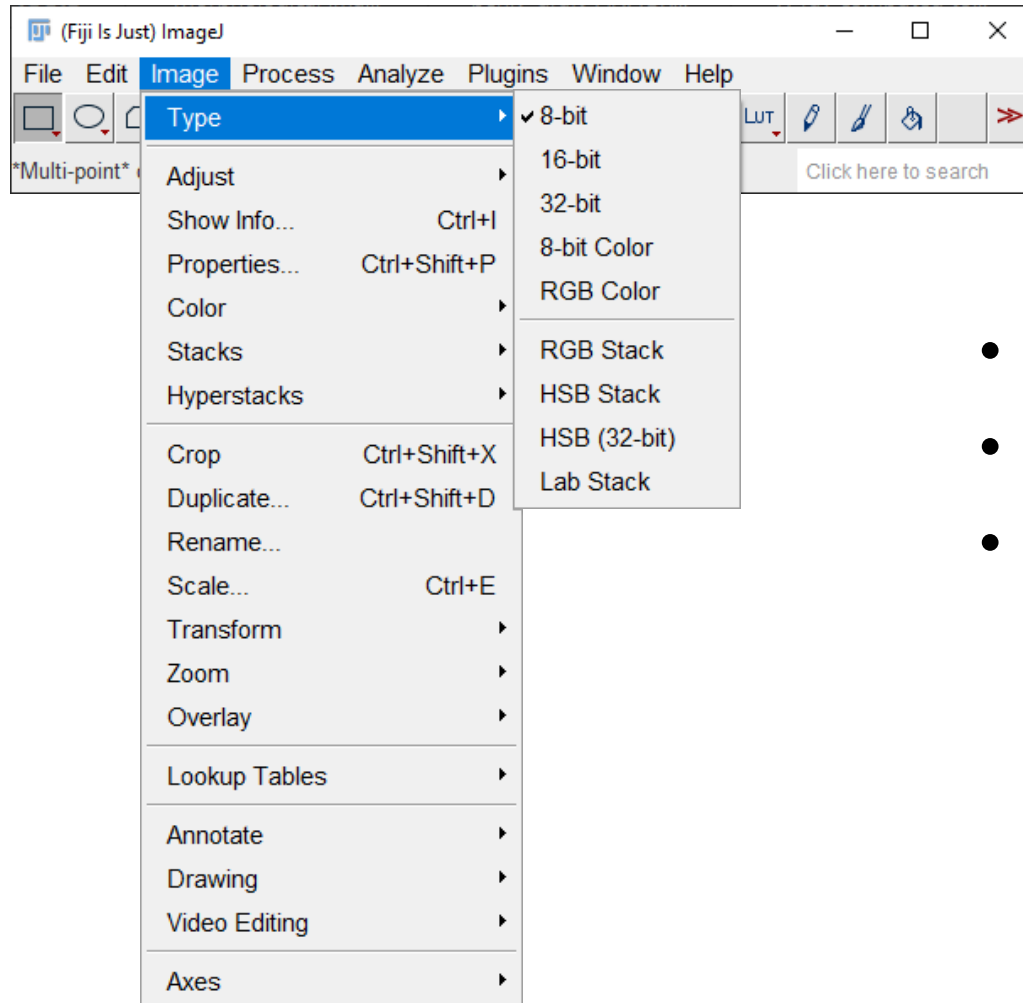 (Fiji Is Just) ImageJ
File Edit Image Process Analyze Plugins Window Help
LUT
*Multi-point*
Click here to search
Type
Adjust
Show Info... Ctrl+I
Properties... Ctrl+Shift+P
Color
Stacks
Hyperstacks
Crop Ctrl+Shift+X
Duplicate... Ctrl+Shift+D
Rename...
Scale... Ctrl+E
Transform
Zoom
Overlay
Lookup Tables
Annotate
Drawing
Video Editing
Axes
8-bit
16-bit
32-bit
8-bit Color
RGB Color
RGB Stack
HSB Stack
HSB (32-bit)
Lab Stack